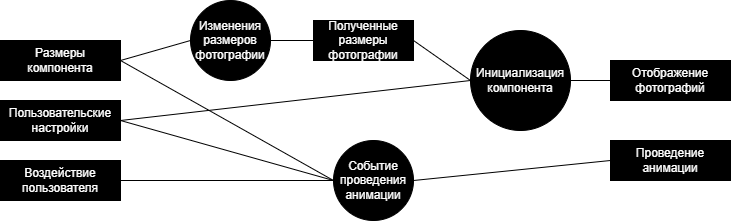 Изменения
размеров
фотографии
Полученные
размеры
фотографии
Размеры
компонента
Инициализация
компонента
Отображение
фотографий
Пользовательские
настройки
Воздействие
пользователя
Событие
проведения
анимации
Проведение
анимации